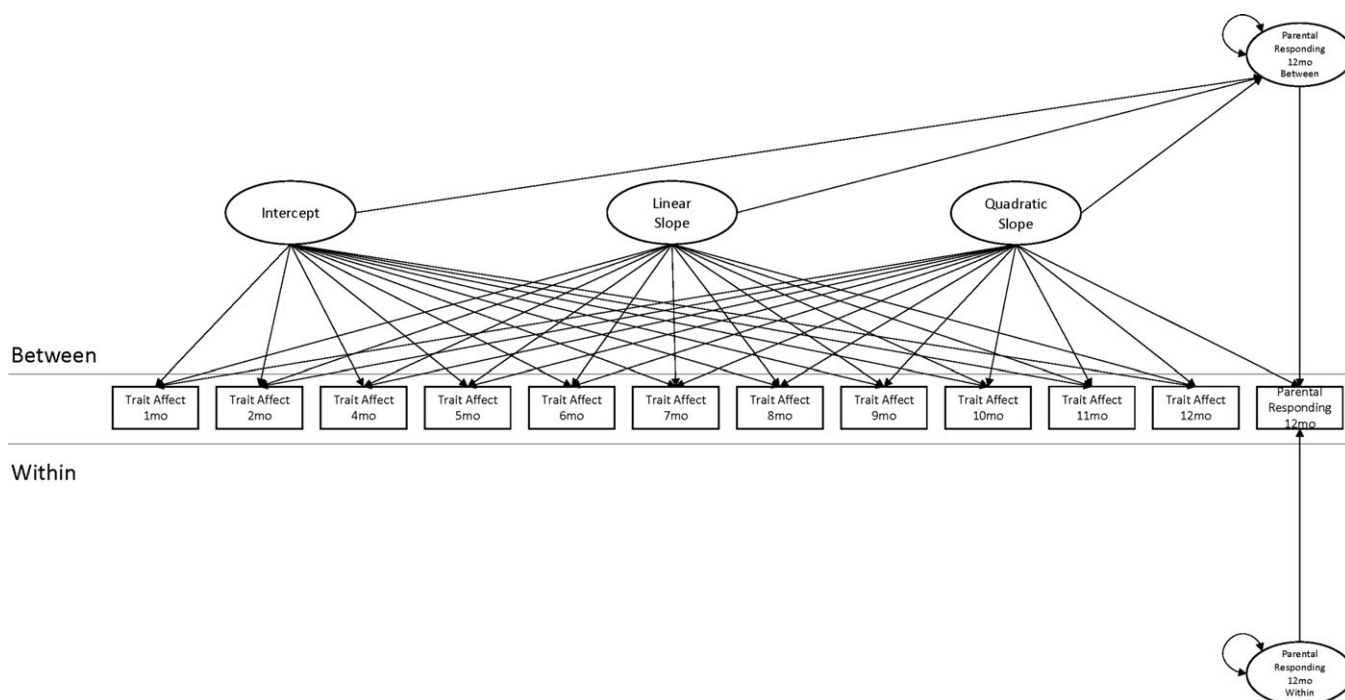 Parental
Responding
12mo
Between
Intercept
Linear
Slope
Quadratic
Slope
Between
Trait Affect
1mo
Trait Affect
2mo
Trait Affect
4mo
Trait Affect
5mo
Trait Affect
6mo
Trait Affect
7mo
Trait Affect
8mo
Trait Affect
9mo
Trait Affect
10mo
Trait Affect
11mo
Trait Affect
12mo
Parental
Responding
12mo
Within
Parental
Responding
12mo
Within